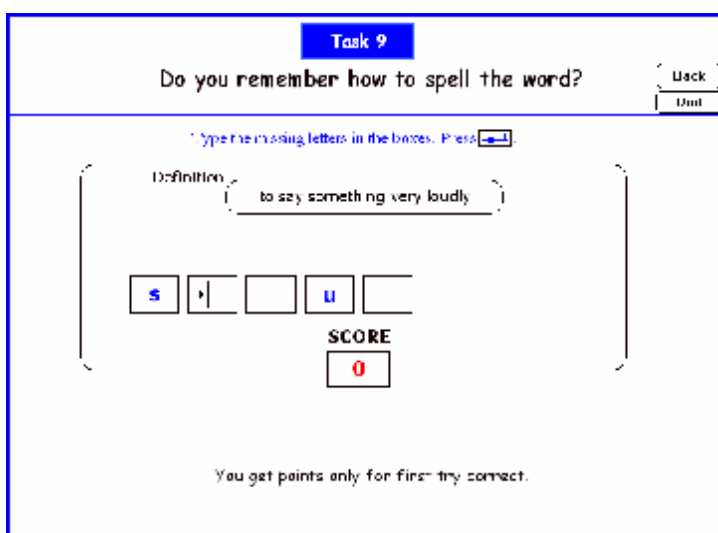 Task 9
Do you remember how to spell the word?
Back
Type the missing letters in the boxes. Press
Definition
to say something very loudly
s u
SCORE
0
You get points only for first try correct.